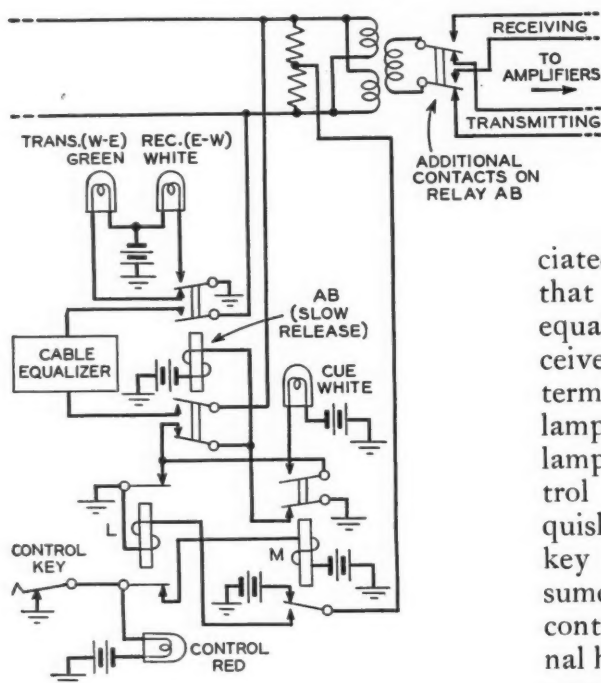 RECEIVING
TO
AMPLIFIERS
TRANSMITTING
TRANS.(W-E) REC.(E-W)
GREEN WHITE
ADDITIONAL
CONTACTS ON
RELAY AB
AB
(SLOW
RELEASE)
CABLE
EQUALIZER
CUE
WHITE
L
M
CONTROL
KEY
CONTROL
RED
ciated
that
equa
ceive
term
lamp
lamp
trol
quish
key
sume
cont
nal h